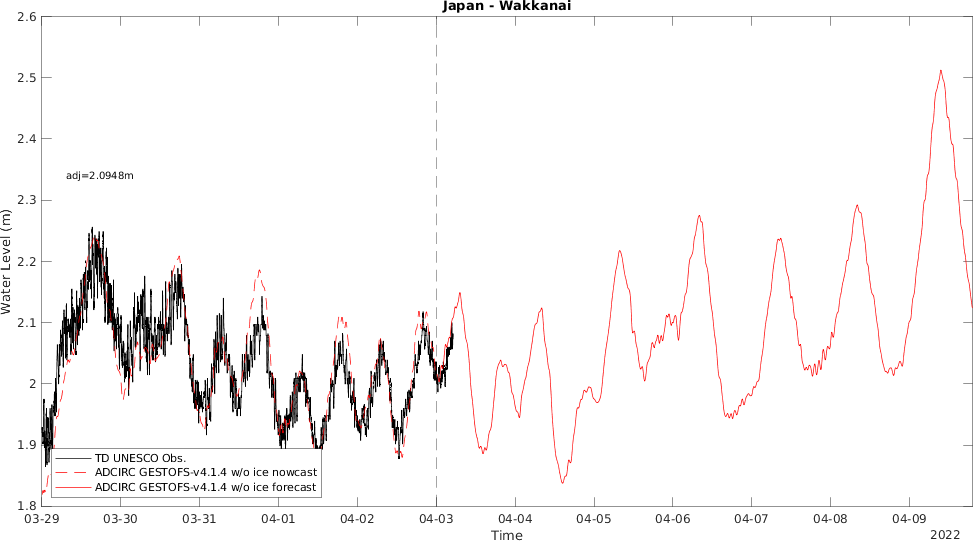 Japan - Wakkanai
2.6
2.5
2.4
2.3
2.2
2.1
2
1.9
1.8
Water Level (m)
adj=2.0948m
TD UNESCO Obs.
ADCIRC GESTOFS-v4.1.4 w/o ice nowcast
ADCIRC GESTOFS-v4.1.4 w/o ice forecast
03-29 03-30 03-31 04-01 04-02 04-03 04-04 04-05 04-06 04-07 04-08 04-09
Time
2022